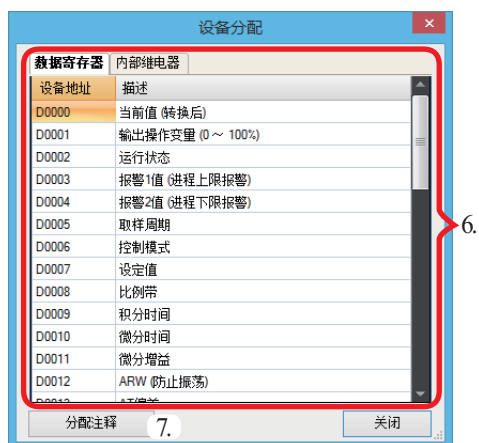 设备分配
数据寄存器 内部继电器
设备地址 描述
D0000 当前值 (转换后)
D0001 输出操作变量 (0 ~ 100%)
D0002 运行状态
D0003 报警1值 (进程上限报警)
D0004 报警2值 (进程下限报警)
D0005 取样周期
D0006 控制模式
D0007 设定值
D0008 比例带
D0009 积分时间
D0010 微分时间
D0011 微分增益
D0012 ARW (防止振荡)
6.
分配注释 7. 关闭